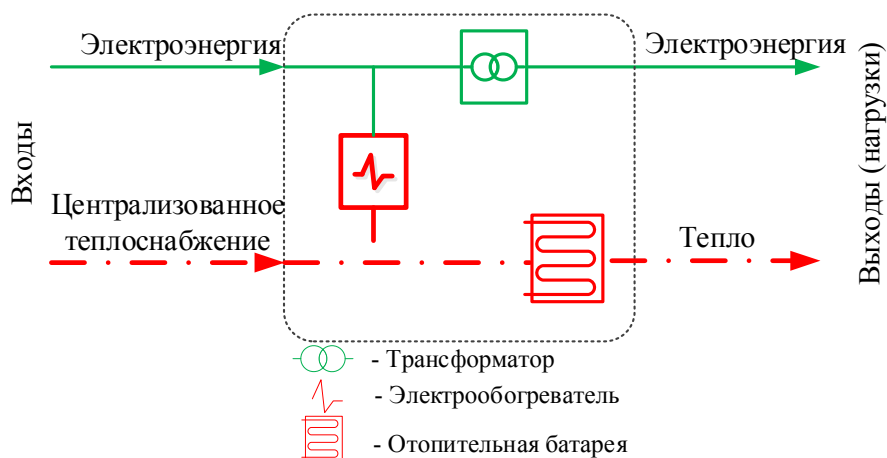 Электроэнергия
Электроэнергия
Входы
Централизованное
теплоснабжение
Тепло
Выходы (нагрузки)
- Трансформатор
- Электрообогреватель
- Отопительная батарея